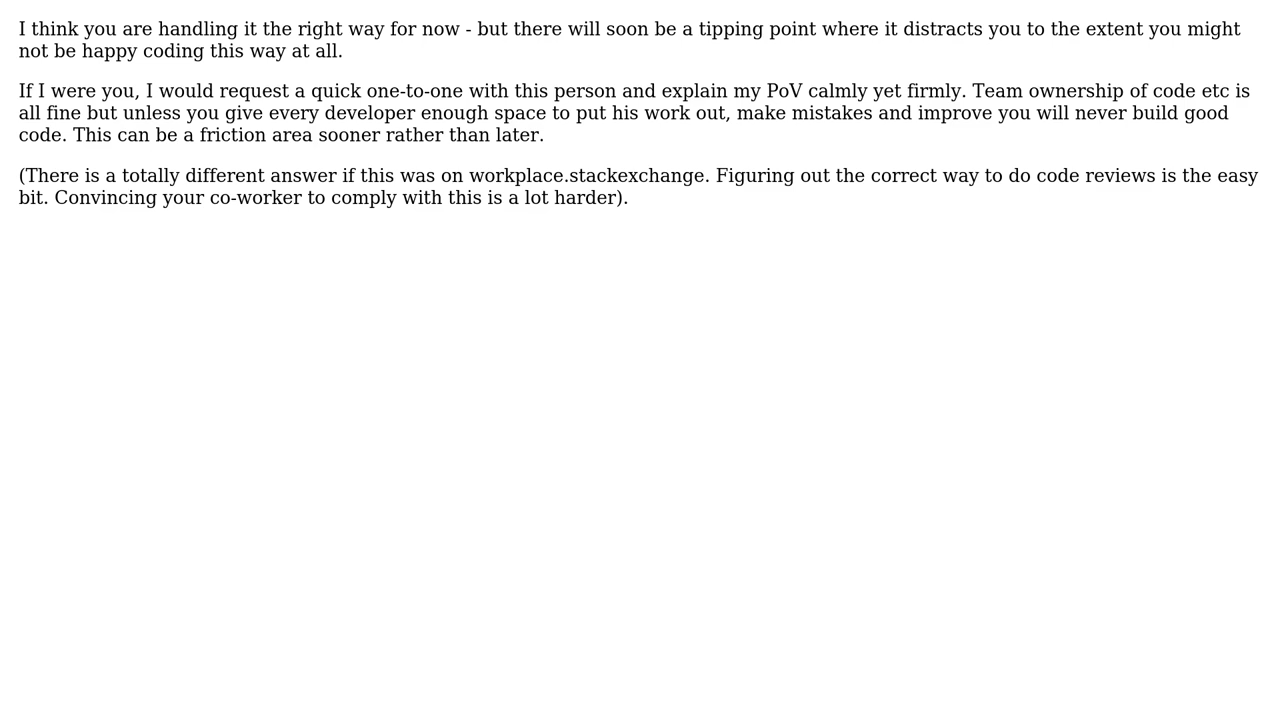 I think you are handling it the right way for now - but there will soon be a tipping point where it distracts you to the extent you might
not be happy coding this way at all.
If I were you, I would request a quick one-to-one with this person and explain my PoV calmly yet firmly. Team ownership of code etc is
all fine but unless you give every developer enough space to put his work out, make mistakes and improve you will never build good
code. This can be a friction area sooner rather than later.
(There is a totally different answer if this was on workplace.stackexchange. Figuring out the correct way to do code reviews is the easy
bit. Convincing your co-worker to comply with this is a lot harder).